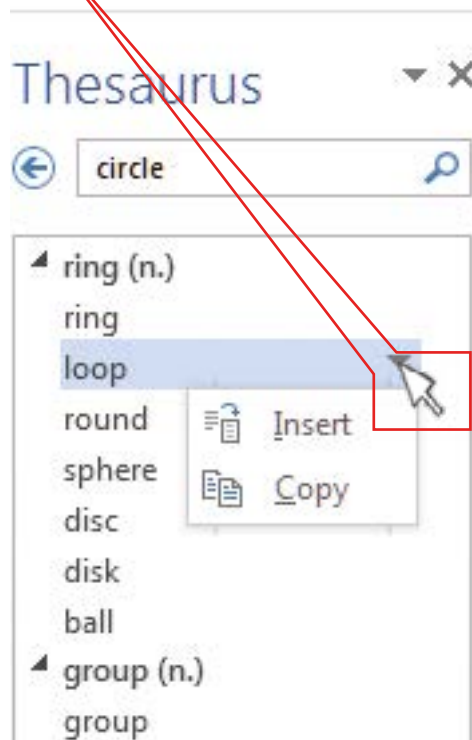 Thesaurus
circle
ring (n.)
ring
loop
round
Insert
sphere
Copy
disc
disk
ball
group (n.)
group